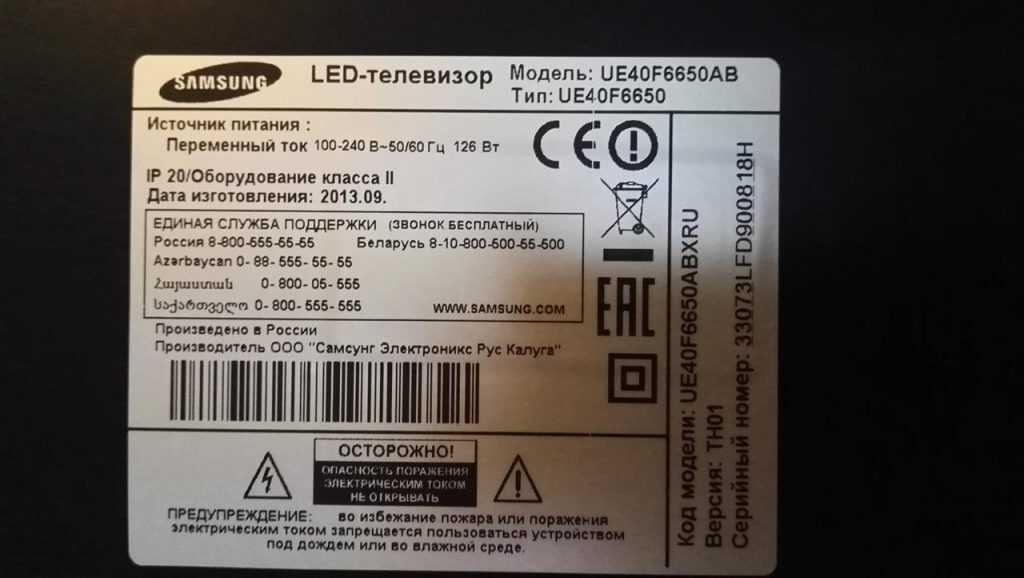 SAMSUNG
LED-телевизор
Модель: UE40F6650AB
Тип: UE40F6650
Источник питания :
Переменный ток 100-240 В~50/60 Гц 126 Вт
IP 20/Оборудование класса II
Дата изготовления: 2013.09.
ЕДИНАЯ СЛУЖБА ПОДДЕРЖКИ (ЗВОНОК БЕСПЛАТНЫЙ)
Россия 8-800-555-55-55 Беларусь 8-10-800-500-55-500
Azərbaycan 0- 88- 555- 55- 55
Հայաստան 0- 800- 05- 555
საქართველო 0- 800- 555- 555 WWW.SAMSUNG.COM
Произведено в России
Производитель ООО "Самсунг Электроникс Рус Калуга"
CE
EAC
ОСТОРОЖНО!
ОПАСНОСТЬ ПОРАЖЕНИЯ
ЭЛЕКТРИЧЕСКИМ ТОКОМ
НЕ ОТКРЫВАТЬ
ПРЕДУПРЕЖДЕНИЕ: во избежание пожара или поражения
электрическим током запрещается пользоваться устройством
под дождем или во влажной среде.
Код модели: UE40F6650ABXRU
Версия: TH01
Серийный номер: 33073LFD900818H